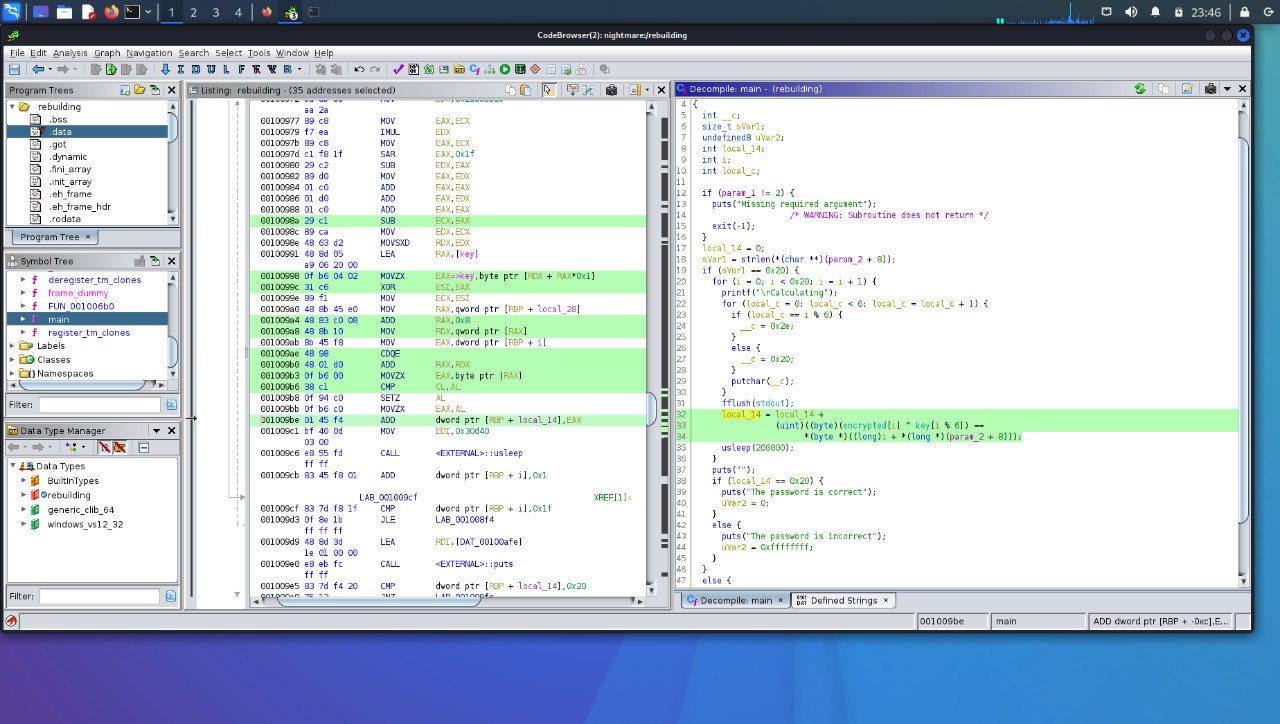 1 2 3 4
23:46
CodeBrowser(2): nightmare:/rebuilding
File Edit Analysis Graph Navigation Search Select Tools Window Help
I D U L F B
Program Trees
rebuilding
.bss
.data
.got
.dynamic
.fini_array
.init_array
.eh_frame
.eh_frame_hdr
.rodata
Program Tree ×
Symbol Tree
deregister_tm_clones
frame_dummy
FUN_001006b0
main
register_tm_clones
Labels
Classes
Namespaces
Filter:
Data Type Manager
Data Types
BuiltInTypes
rebuilding
generic_clib_64
windows_vs12_32
Filter:
Listing: rebuilding - (35 addresses selected)
aa 2a
00100977 89 c8 MOV EAX,ECX
00100979 f7 ea IMUL EDX
0010097b 89 c8 MOV EAX,ECX
0010097d c1 f8 1f SAR EAX,0x1f
00100980 29 c2 SUB EDX,EAX
00100982 89 d0 MOV EAX,EDX
00100984 01 c0 ADD EAX,EAX
00100986 01 d0 ADD EAX,EDX
00100988 01 c0 ADD EAX,EAX
0010098a 29 c1 SUB ECX,EAX
0010098c 89 ca MOV EDX,ECX
0010098e 48 63 d2 MOVSXD RDX,EDX
00100991 48 8d 05 LEA RAX,[key]
a9 06 20 00
00100998 0f b6 04 02 MOVZX EAX=>key,byte ptr [RDX + RAX*0x1]
0010099c 31 c6 XOR ESI,EAX
0010099e 89 f1 MOV ECX,ESI
001009a0 48 8b 45 e0 MOV RAX,qword ptr [RBP + local_28]
001009a4 48 83 c0 08 ADD RAX,0x8
001009a8 48 8b 10 MOV RDX,qword ptr [RAX]
001009ab 8b 45 f8 MOV EAX,dword ptr [RBP + i]
001009ae 48 98 CDQE
001009b0 48 01 d0 ADD RAX,RDX
001009b3 0f b6 00 MOVZX EAX,byte ptr [RAX]
001009b6 38 c1 CMP CL,AL
001009b8 0f 94 c0 SETZ AL
001009bb 0f b6 c0 MOVZX EAX,AL
001009be 01 45 f4 ADD dword ptr [RBP + local_14],EAX
001009c1 bf 40 0d MOV EDI,0x30d40
03 00
001009c6 e8 55 fd CALL <EXTERNAL>::usleep
ff ff
001009cb 83 45 f8 01 ADD dword ptr [RBP + i],0x1
LAB_001009cf XREF[1]:
001009cf 83 7d f8 1f CMP dword ptr [RBP + i],0x1f
001009d3 0f 8e 1b JLE LAB_001008f4
ff ff ff
001009d9 48 8d 3d LEA RDI,[DAT_00100afe]
1e 01 00 00
001009e0 e8 eb fc CALL <EXTERNAL>::puts
ff ff
001009e5 83 7d f4 20 CMP dword ptr [RBP + local_14],0x20
Decompile: main - (rebuilding)
4 {
5 int __c;
6 size_t sVar1;
7 undefined8 uVar2;
8 int local_14;
9 int i;
10 int local_c;
11
12 if (param_1 != 2) {
13 puts("Missing required argument");
14 /* WARNING: Subroutine does not return */
15 exit(-1);
16 }
17 local_14 = 0;
18 sVar1 = strlen(*(char **)(param_2 + 8));
19 if (sVar1 == 0x20) {
20 for (i = 0; i < 0x20; i = i + 1) {
21 printf("\rCalculating");
22 for (local_c = 0; local_c < 6; local_c = local_c + 1) {
23 if (local_c == i % 6) {
24 __c = 0x2e;
25 }
26 else {
27 __c = 0x20;
28 }
29 putchar(__c);
30 }
31 fflush(stdout);
32 local_14 = local_14 +
33 (uint)((byte)(encrypted[i] ^ key[i % 6]) ==
34 *(byte *)((long)i + *(long *)(param_2 + 8)));
35 usleep(200000);
36 }
37 puts("");
38 if (local_14 == 0x20) {
39 puts("The password is correct");
40 uVar2 = 0;
41 }
42 else {
43 puts("The password is incorrect");
44 uVar2 = 0xffffffff;
45 }
46 }
47 else {
Decompile: main × Defined Strings ×
001009be main ADD dword ptr [RBP + -0xc],E...